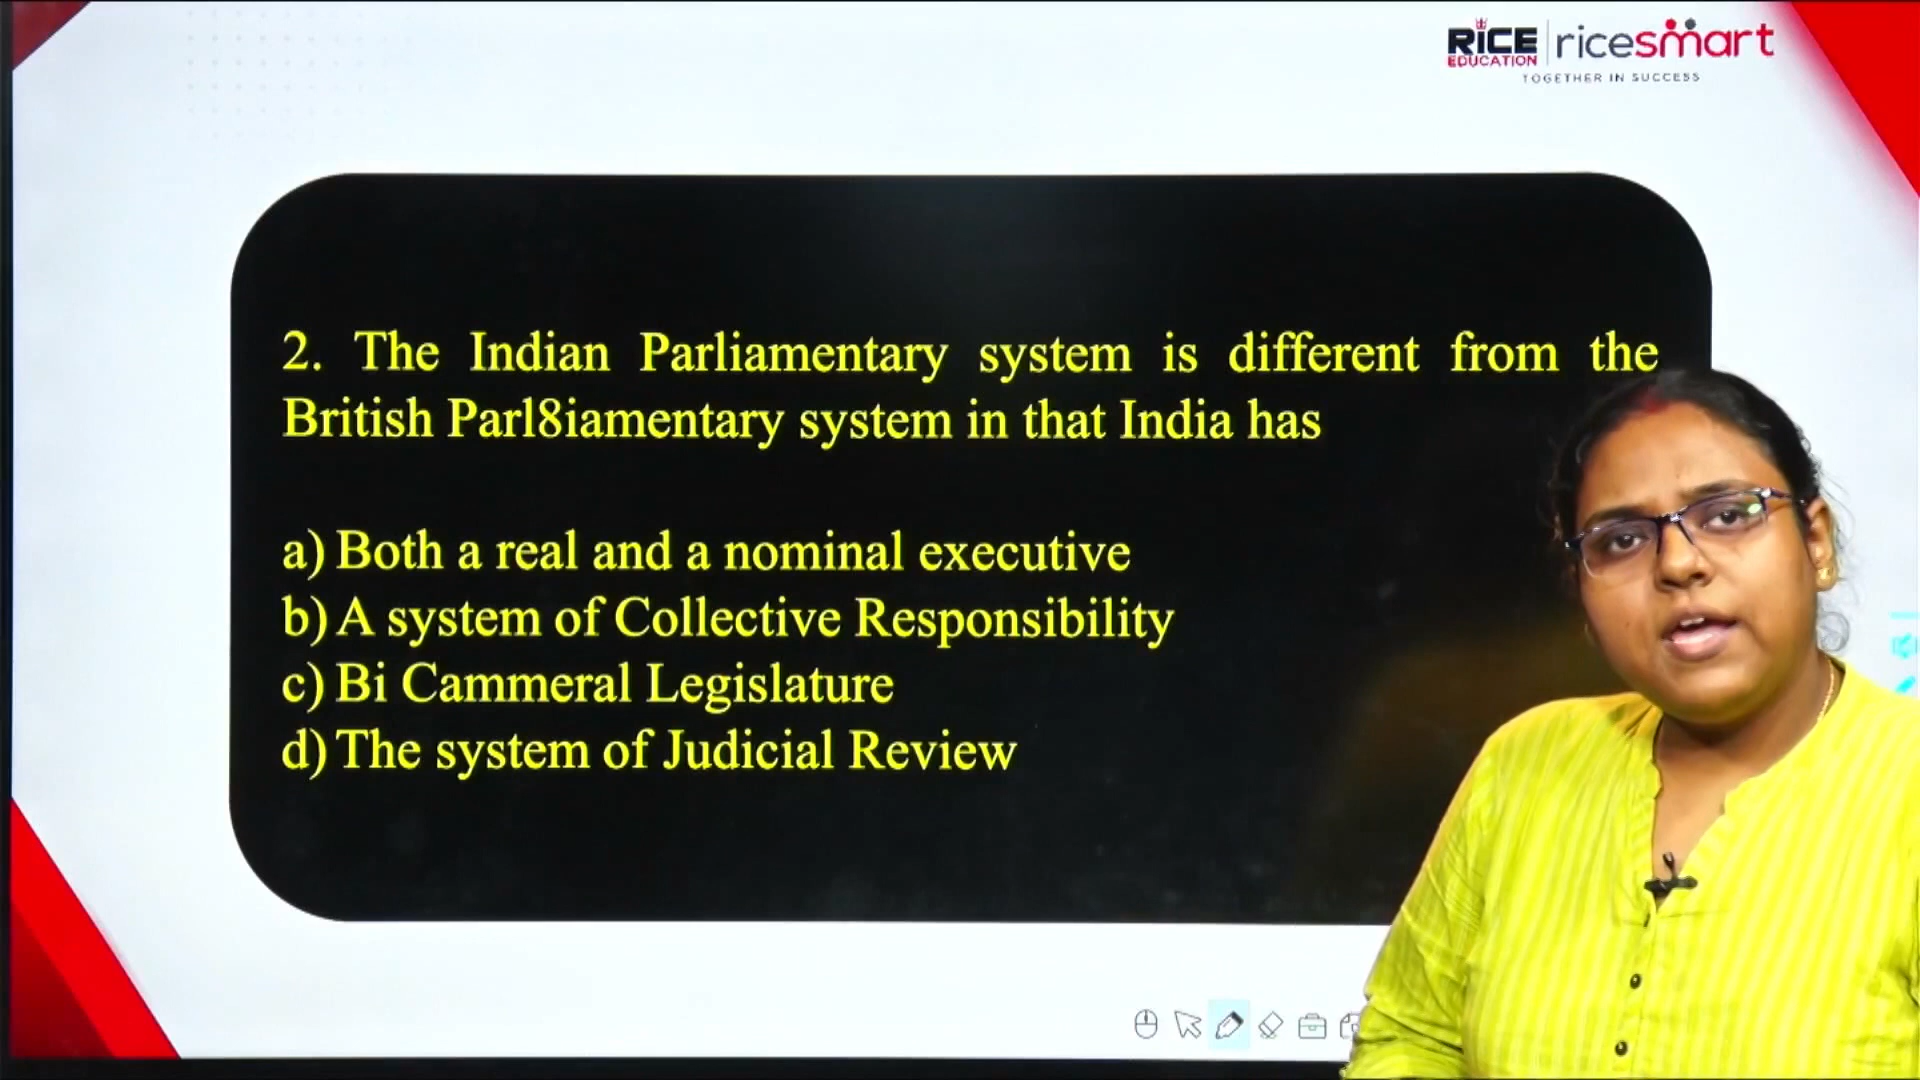 RICE
EDUCATION
ricesmart
TOGETHER IN SUCCESS
2. The Indian Parliamentary system is different from the
British Parl8iamentary system in that India has
a) Both a real and a nominal executive
b) A system of Collective Responsibility
c) Bi Cammeral Legislature
d) The system of Judicial Review